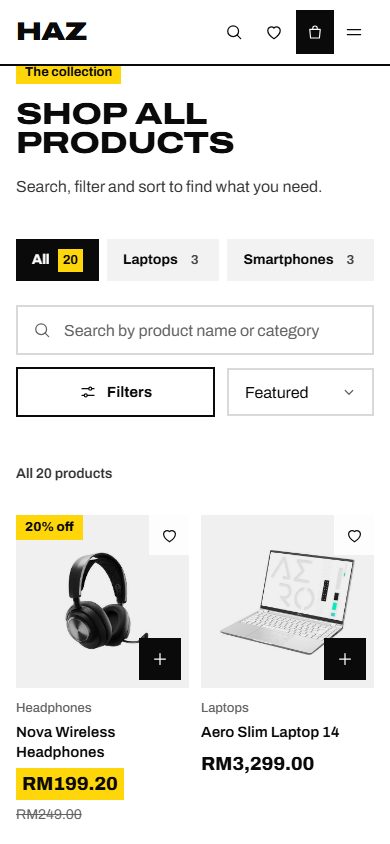 HAZ
The collection
SHOP ALL
PRODUCTS
Search, filter and sort to find what you need.
All 20
Laptops 3
Smartphones 3
Search by product name or category
Filters
Featured
All 20 products
20% off
AERO
Headphones
Nova Wireless
Headphones
RM199.20
RM249.00
Laptops
Aero Slim Laptop 14
RM3,299.00